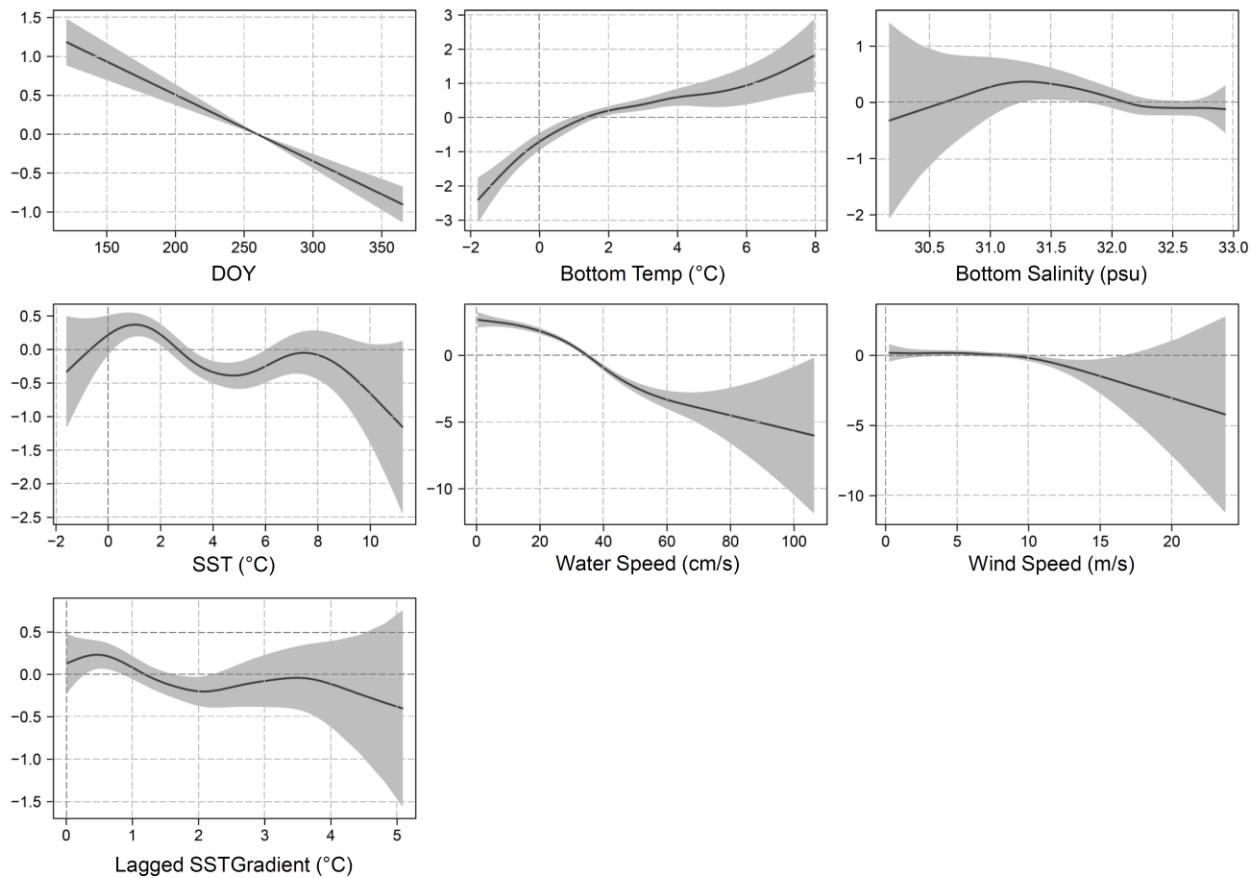 1.5
1.0
0.5
0.0
−0.5
−1.0
150 200 250 300 350
DOY
3
2
1
0
−1
−2
−3
−2 0 2 4 6 8
Bottom Temp (°C)
1
0
−1
−2
30.5 31.0 31.5 32.0 32.5 33.0
Bottom Salinity (psu)
0.5
0.0
−0.5
−1.0
−1.5
−2.0
−2.5
−2 0 2 4 6 8 10
SST (°C)
0
−5
−10
0 20 40 60 80 100
Water Speed (cm/s)
0
−5
−10
0 5 10 15 20
Wind Speed (m/s)
0.5
0.0
−0.5
−1.0
−1.5
0 1 2 3 4 5
Lagged SSTGradient (°C)